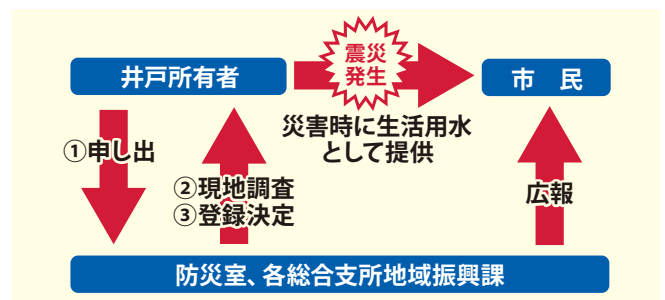 井戸所有者
震災
発生
市 民
災害時に生活用水
として提供
①申し出
②現地調査
③登録決定
広報
防災室、各総合支所地域振興課